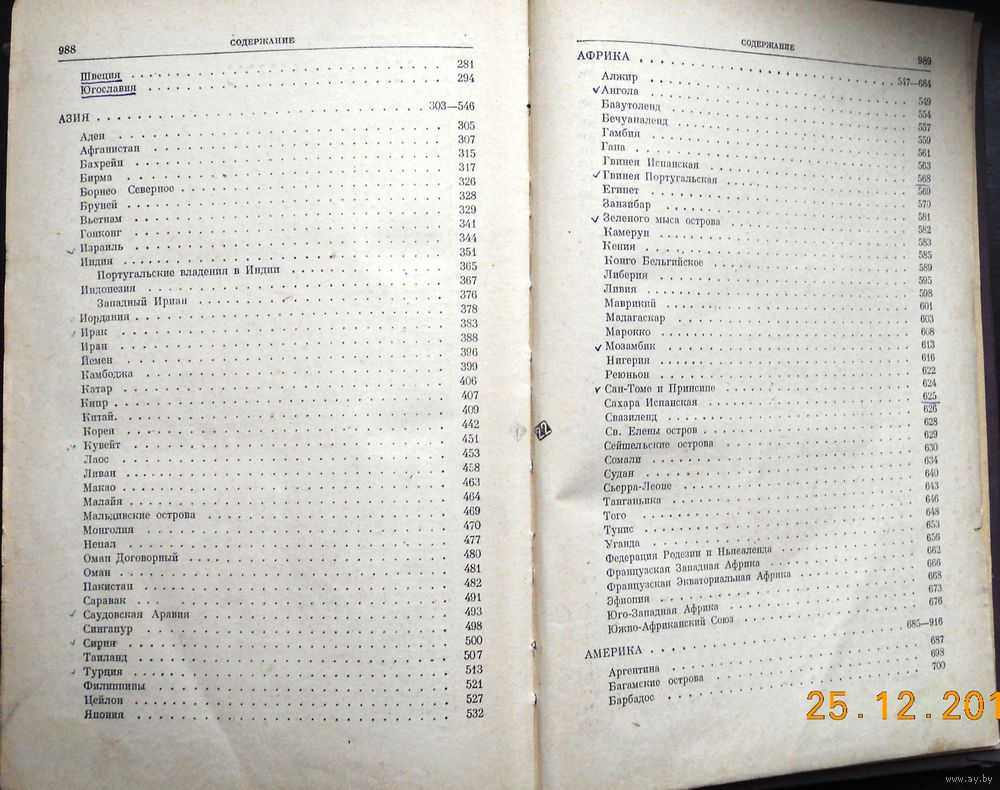 988
СОДЕРЖАНИЕ
Швеция 281
Югославия 294
АЗИЯ 303—546
Аден 305
Афганистан 307
Бахрейн 315
Бирма 317
Борнео Северное 326
Бруней 328
Вьетнам 329
Гонконг 341
Израиль 344
Индия 351
Португальские владения в Индии 365
Индонезия 367
Западный Ириан 376
Иордания 378
Ирак 383
Иран 388
Йемен 396
Камбоджа 399
Катар 406
Кипр 407
Китай. 409
Корея 442
Кувейт 451
Лаос 453
Ливан 458
Макао 463
Малайя 464
Мальдивские острова 469
Монголия 470
Непал 477
Оман Договорный 480
Оман 481
Пакистан 482
Саравак 491
Саудовская Аравия 493
Сингапур 498
Сирия 500
Таиланд 507
Турция 513
Филиппины 521
Цейлон 527
Япония 532
22
СОДЕРЖАНИЕ
989
АФРИКА 547—684
Алжир 549
Ангола 554
Базутоленд 557
Бечуаналенд 559
Гамбия 561
Гана 563
Гвинея Испанская 568
Гвинея Португальская 569
Египет 570
Занзибар 581
Зеленого мыса острова 582
Камерун 583
Кения 585
Конго Бельгийское 589
Либерия 595
Ливия 598
Маврикий 601
Мадагаскар 603
Марокко 608
Мозамбик 613
Нигерия 616
Реюньон 622
Сан-Томе и Принсипе 624
Сахара Испанская 625
Свазиленд 626
Св. Елены остров 628
Сейшельские острова 629
Сомали 630
Судан 634
Сьерра-Леоне 640
Танганьика 643
Того 646
Тунис 648
Уганда 653
Федерация Родезии и Ньясаленда 656
Французская Западная Африка 662
Французская Экваториальная Африка 666
Эфиопия 668
Юго-Западная Африка 673
Южно-Африканский Союз 676
АМЕРИКА 685—916
Аргентина 687
Багамские острова 698
Барбадос 700
25.12.201
www.ay.by